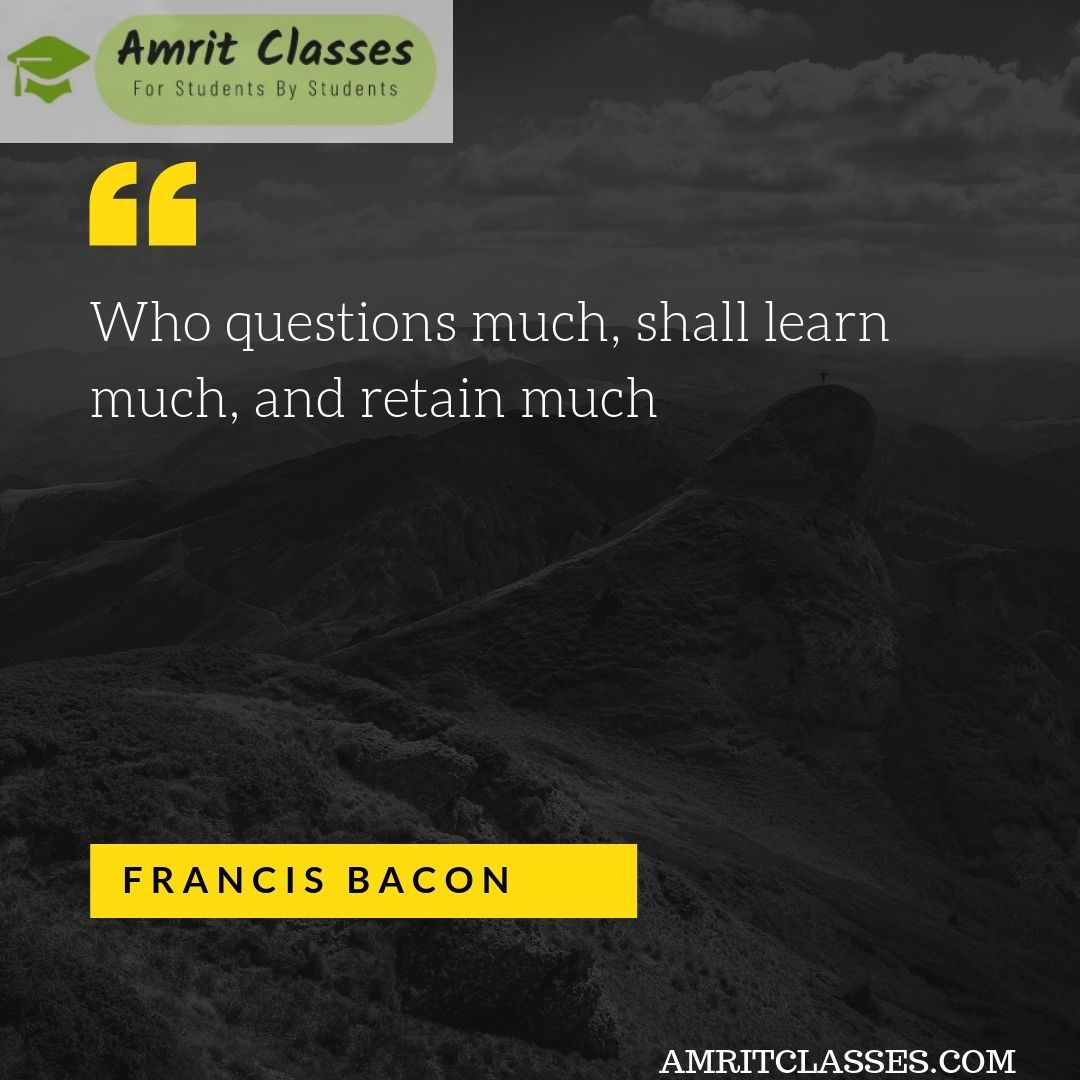 Amrit Classes
For Students By Students
Who questions much, shall learn
much, and retain much
FRANCIS BACON
AMRITCLASSES.COM